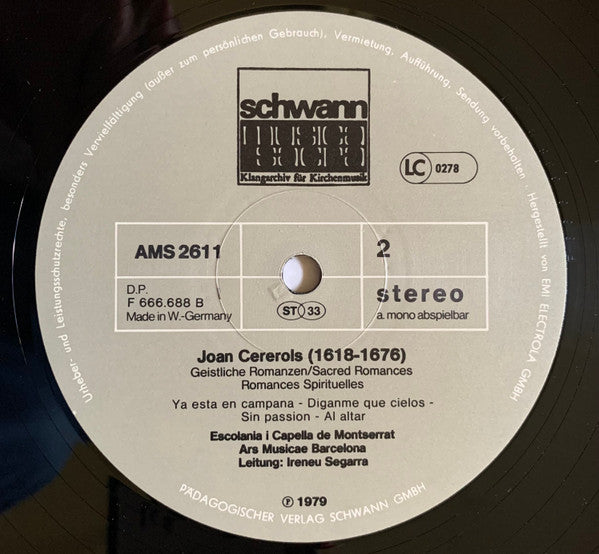 Urheber- und Leistungsschutzrechte, besonders Vervielfältigung (außer zum persönlichen Gebrauch), Vermietung, Aufführung, Sendung vorbehalten · Hergestellt von EMI ELECTROLA GMBH
schwann
Klangarchiv für Kirchenmusik
LC 0278
AMS 2611
2
D.P.
F 666.688 B
Made in W.-Germany
ST 33
stereo
a. mono abspielbar
Joan Cererols (1618-1676)
Geistliche Romanzen/Sacred Romances
Romances Spirituelles
Ya esta en campana - Diganme que cielos -
Sin passion - Al altar
Escolania i Capella de Montserrat
Ars Musicae Barcelona
Leitung: Ireneu Segarra
℗ 1979
PÄDAGOGISCHER VERLAG SCHWANN GMBH